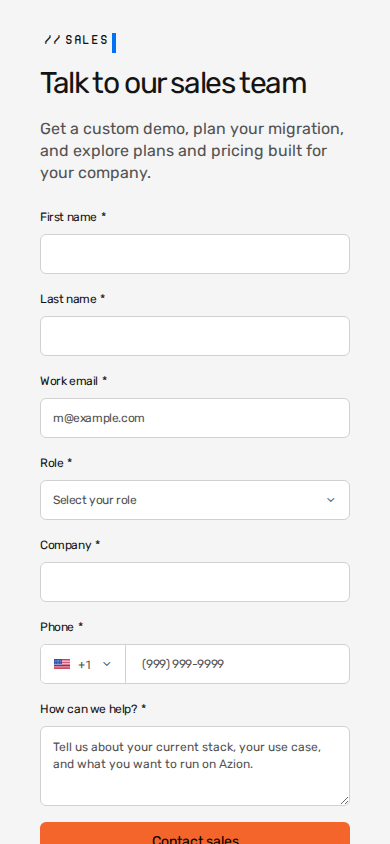 // SALES
Talk to our sales team
Get a custom demo, plan your migration,
and explore plans and pricing built for
your company.
First name *
Last name *
Work email *
m@example.com
Role *
Select your role
Company *
Phone *
+1 (999) 999-9999
How can we help? *
Tell us about your current stack, your use case,
and what you want to run on Azion.
Contact sales